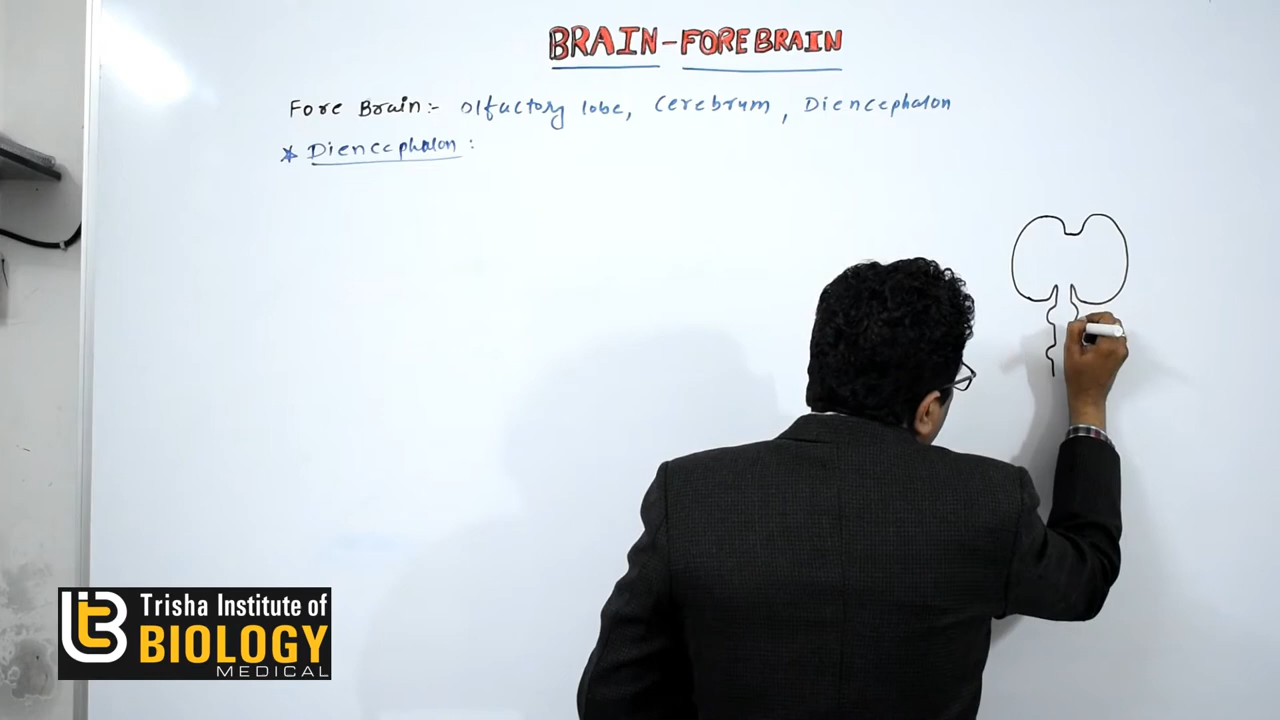 BRAIN - FORE BRAIN
Fore Brain:- Olfactory lobe, Cerebrum, Diencephalon
* Diencephalon:
Trisha Institute of
BIOLOGY
MEDICAL